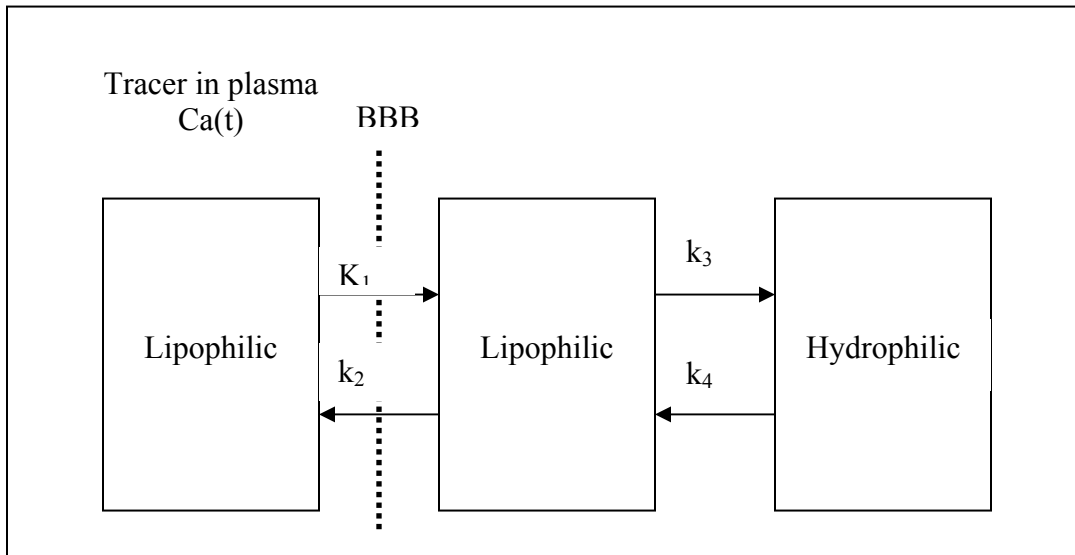 Tracer in plasma
Ca(t)
BBB
K₁
k₃
Lipophilic
Lipophilic
Hydrophilic
k₂
k₄